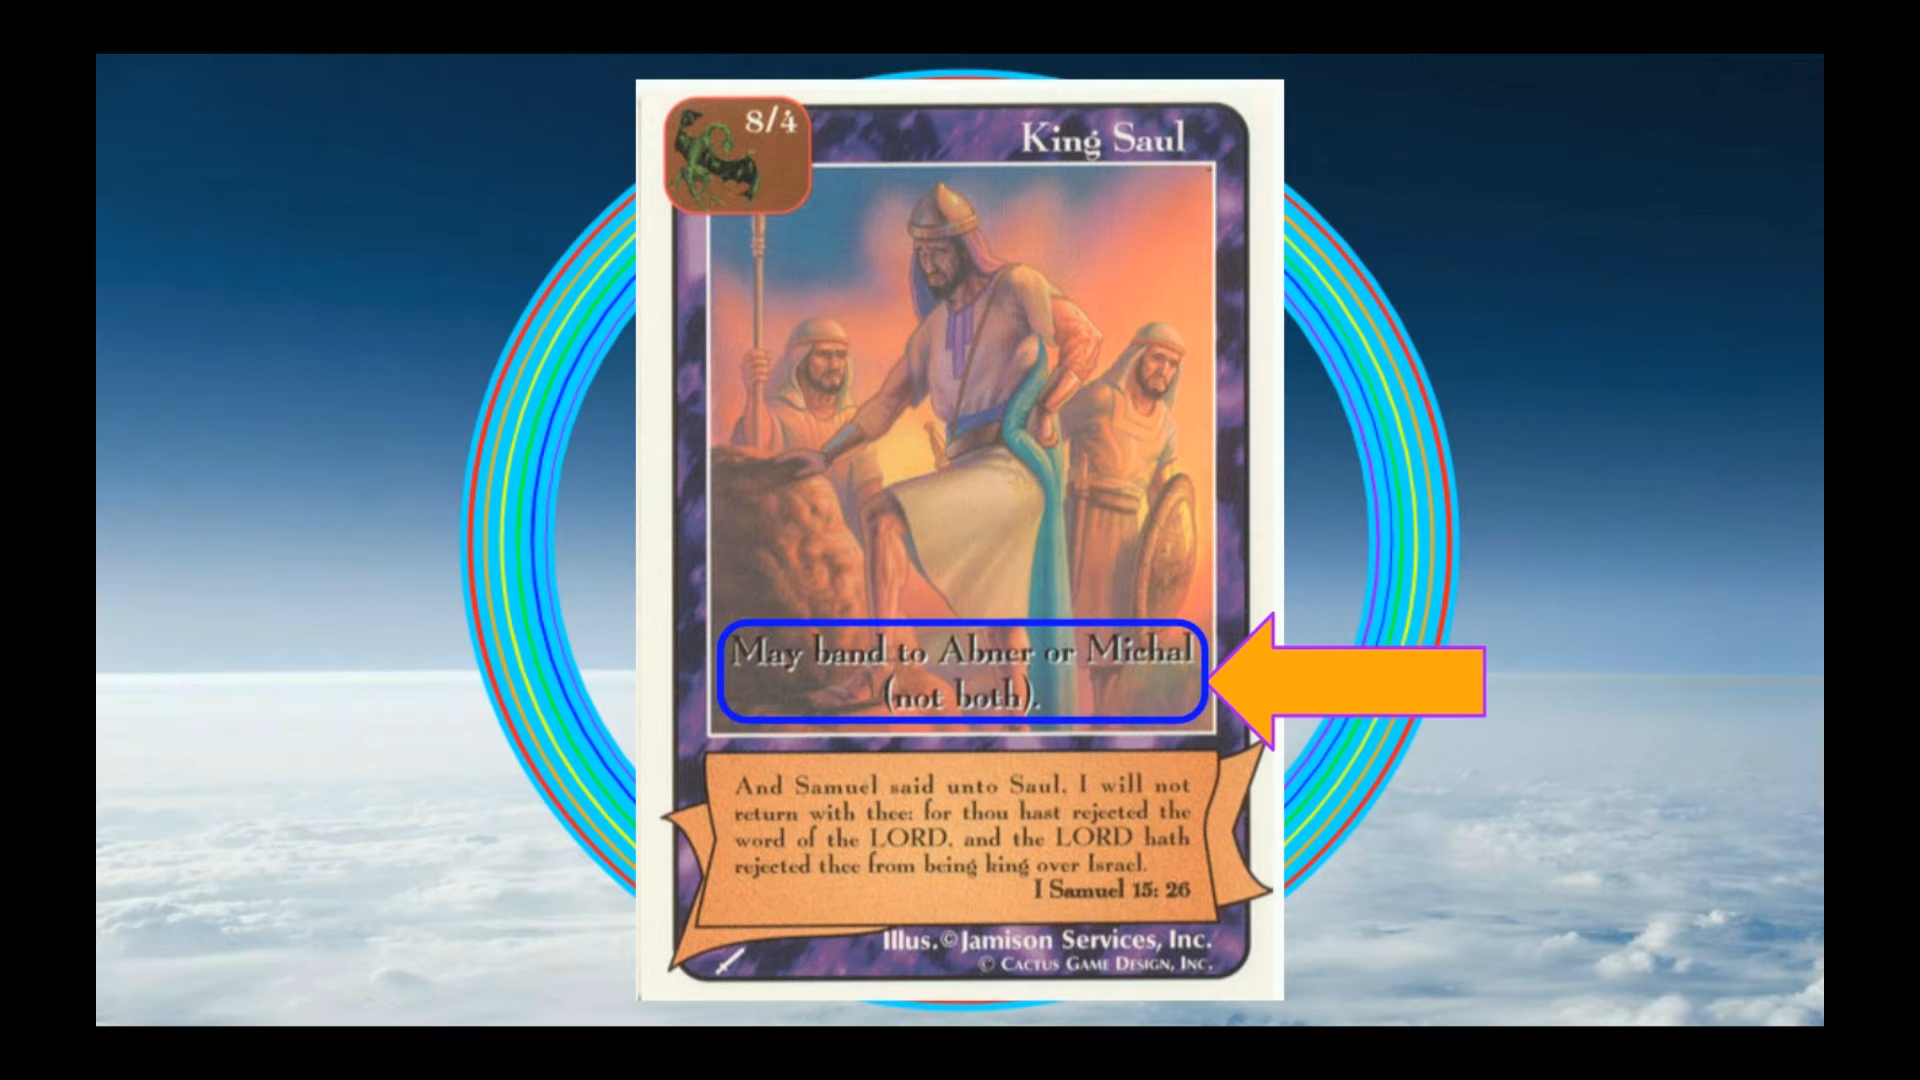 8/4
King Saul
May band to Abner or Michal
(not both).
And Samuel said unto Saul, I will not
return with thee: for thou hast rejected the
word of the LORD, and the LORD hath
rejected thee from being king over Israel.
I Samuel 15: 26
Illus.©Jamison Services, Inc.
© CACTUS GAME DESIGN, INC.